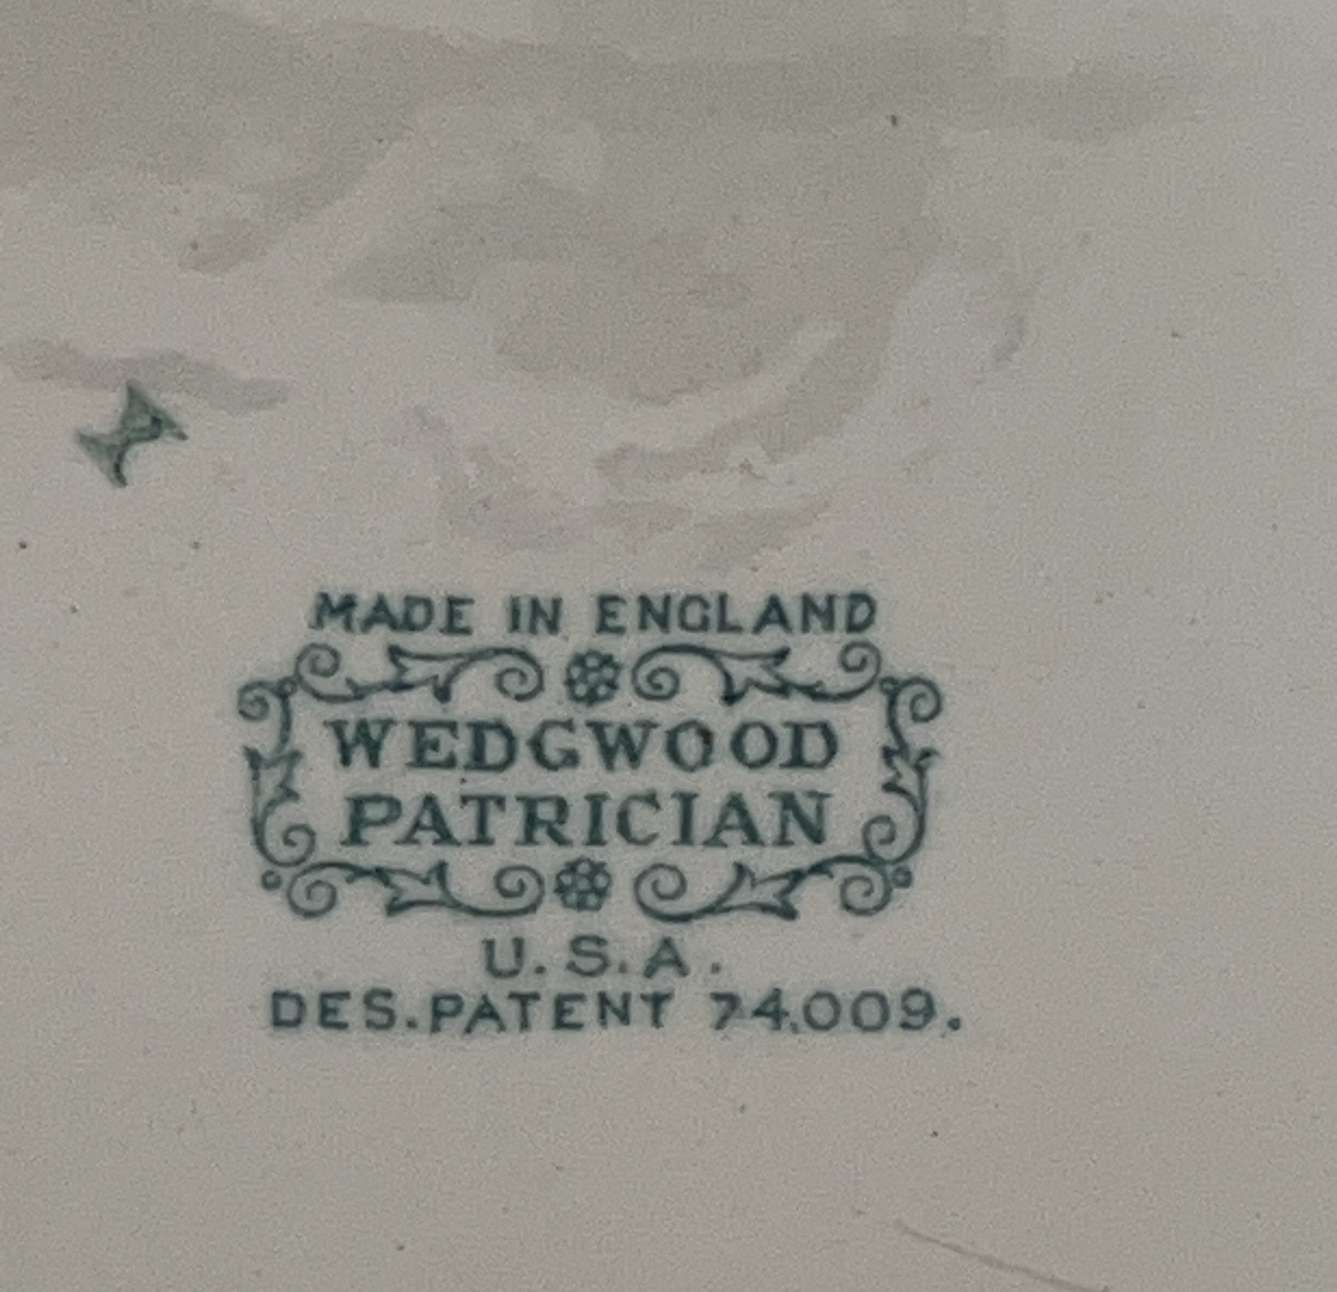 MADE IN ENGLAND
WEDGWOOD
PATRICIAN
U.S.A.
DES. PATENT 74,009.